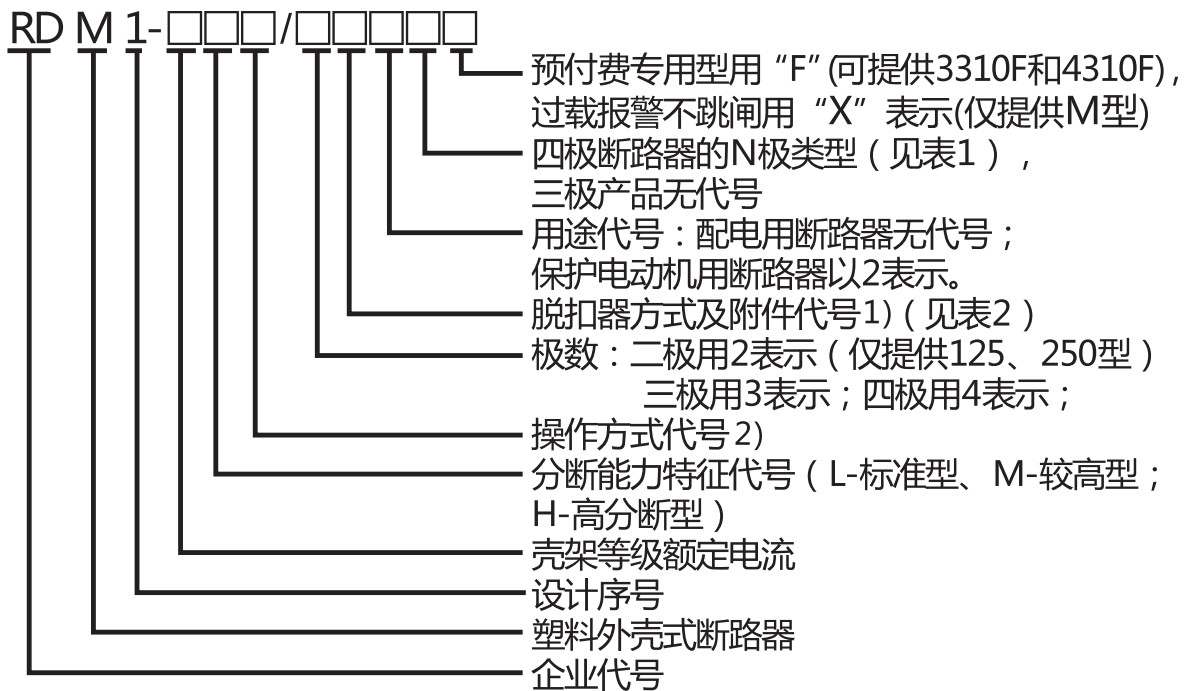 RD M 1-□□□/□□□□□
预付费专用型用“F”(可提供3310F和4310F)，
过载报警不跳闸用“X”表示(仅提供M型)
四极断路器的N极类型（见表1），
三极产品无代号
用途代号：配电用断路器无代号；
保护电动机用断路器以2表示。
脱扣器方式及附件代号1)（见表2）
极数：二极用2表示（仅提供125、250型）
三极用3表示；四极用4表示；
操作方式代号2)
分断能力特征代号（L-标准型、M-较高型；
H-高分断型）
壳架等级额定电流
设计序号
塑料外壳式断路器
企业代号